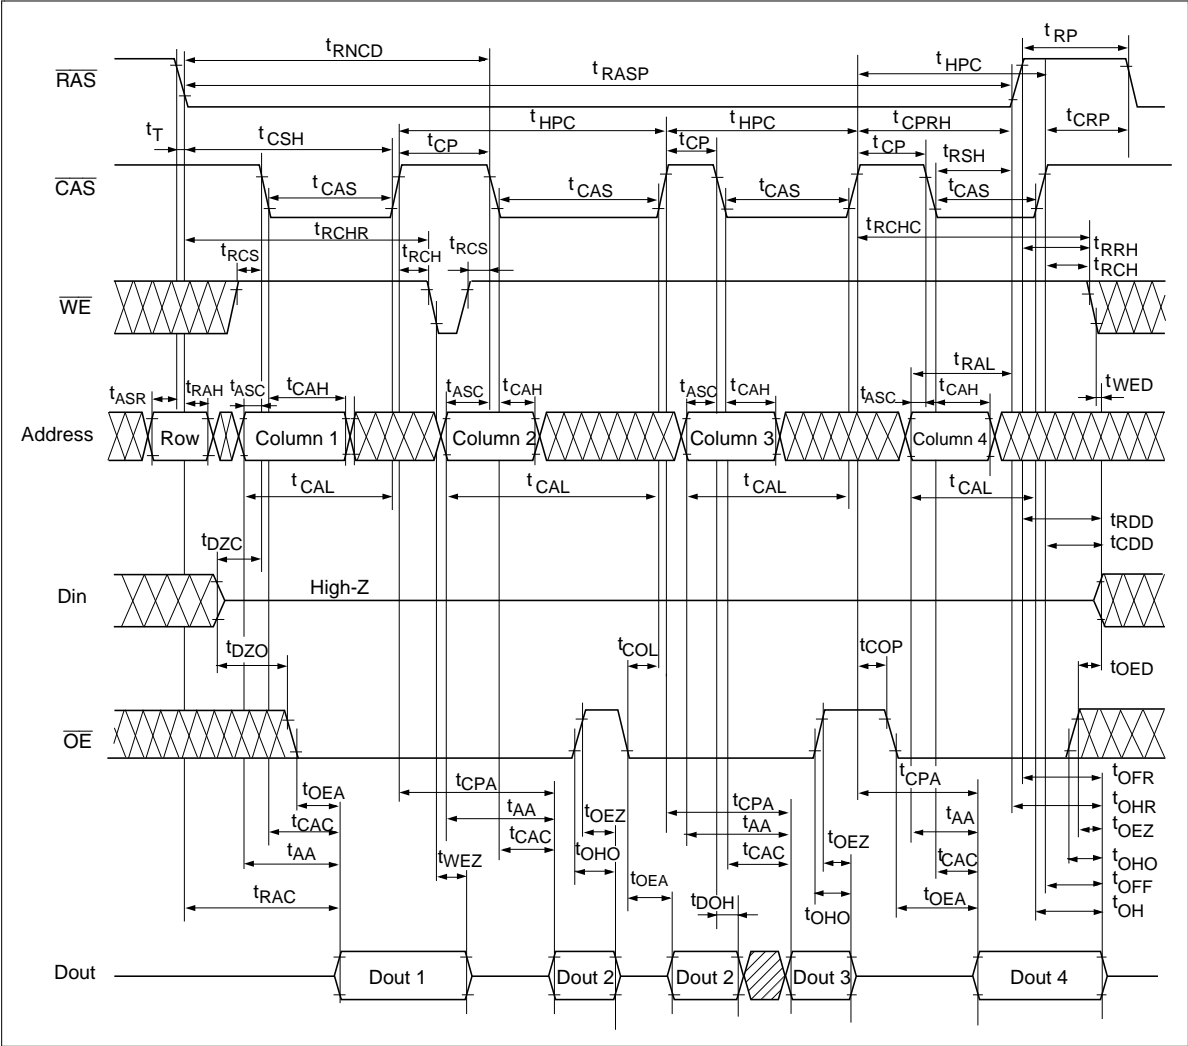 tRP
tRNCD
tHPC
tRASP
RAS
tT
tCSH
tHPC
tHPC
tCPRH
tCRP
tCP
tCP
tCP
tRSH
CAS
tCAS
tCAS
tCAS
tCAS
tRCHR
tRCHC
tRCS
tRCH
tRCS
tRRH
tRCH
WE
tRAL
tASR
tRAH
tASC
tCAH
tASC
tCAH
tASC
tCAH
tASC
tCAH
tWED
Address
Row
Column 1
Column 2
Column 3
Column 4
tCAL
tCAL
tCAL
tCAL
tRDD
tDZC
tCDD
Din
High-Z
tDZO
tCOL
tCOP
tOED
OE
tOEA
tCPA
tCPA
tOFR
tCAC
tAA
tOEZ
tCPA
tOHR
tAA
tAA
tOEZ
tCAC
tAA
tOEZ
tWEZ
tOHO
tCAC
tCAC
tOHO
tRAC
tOEA
tDOH
tOHO
tOEA
tOFF
tOH
Dout
Dout 1
Dout 2
Dout 2
Dout 3
Dout 4